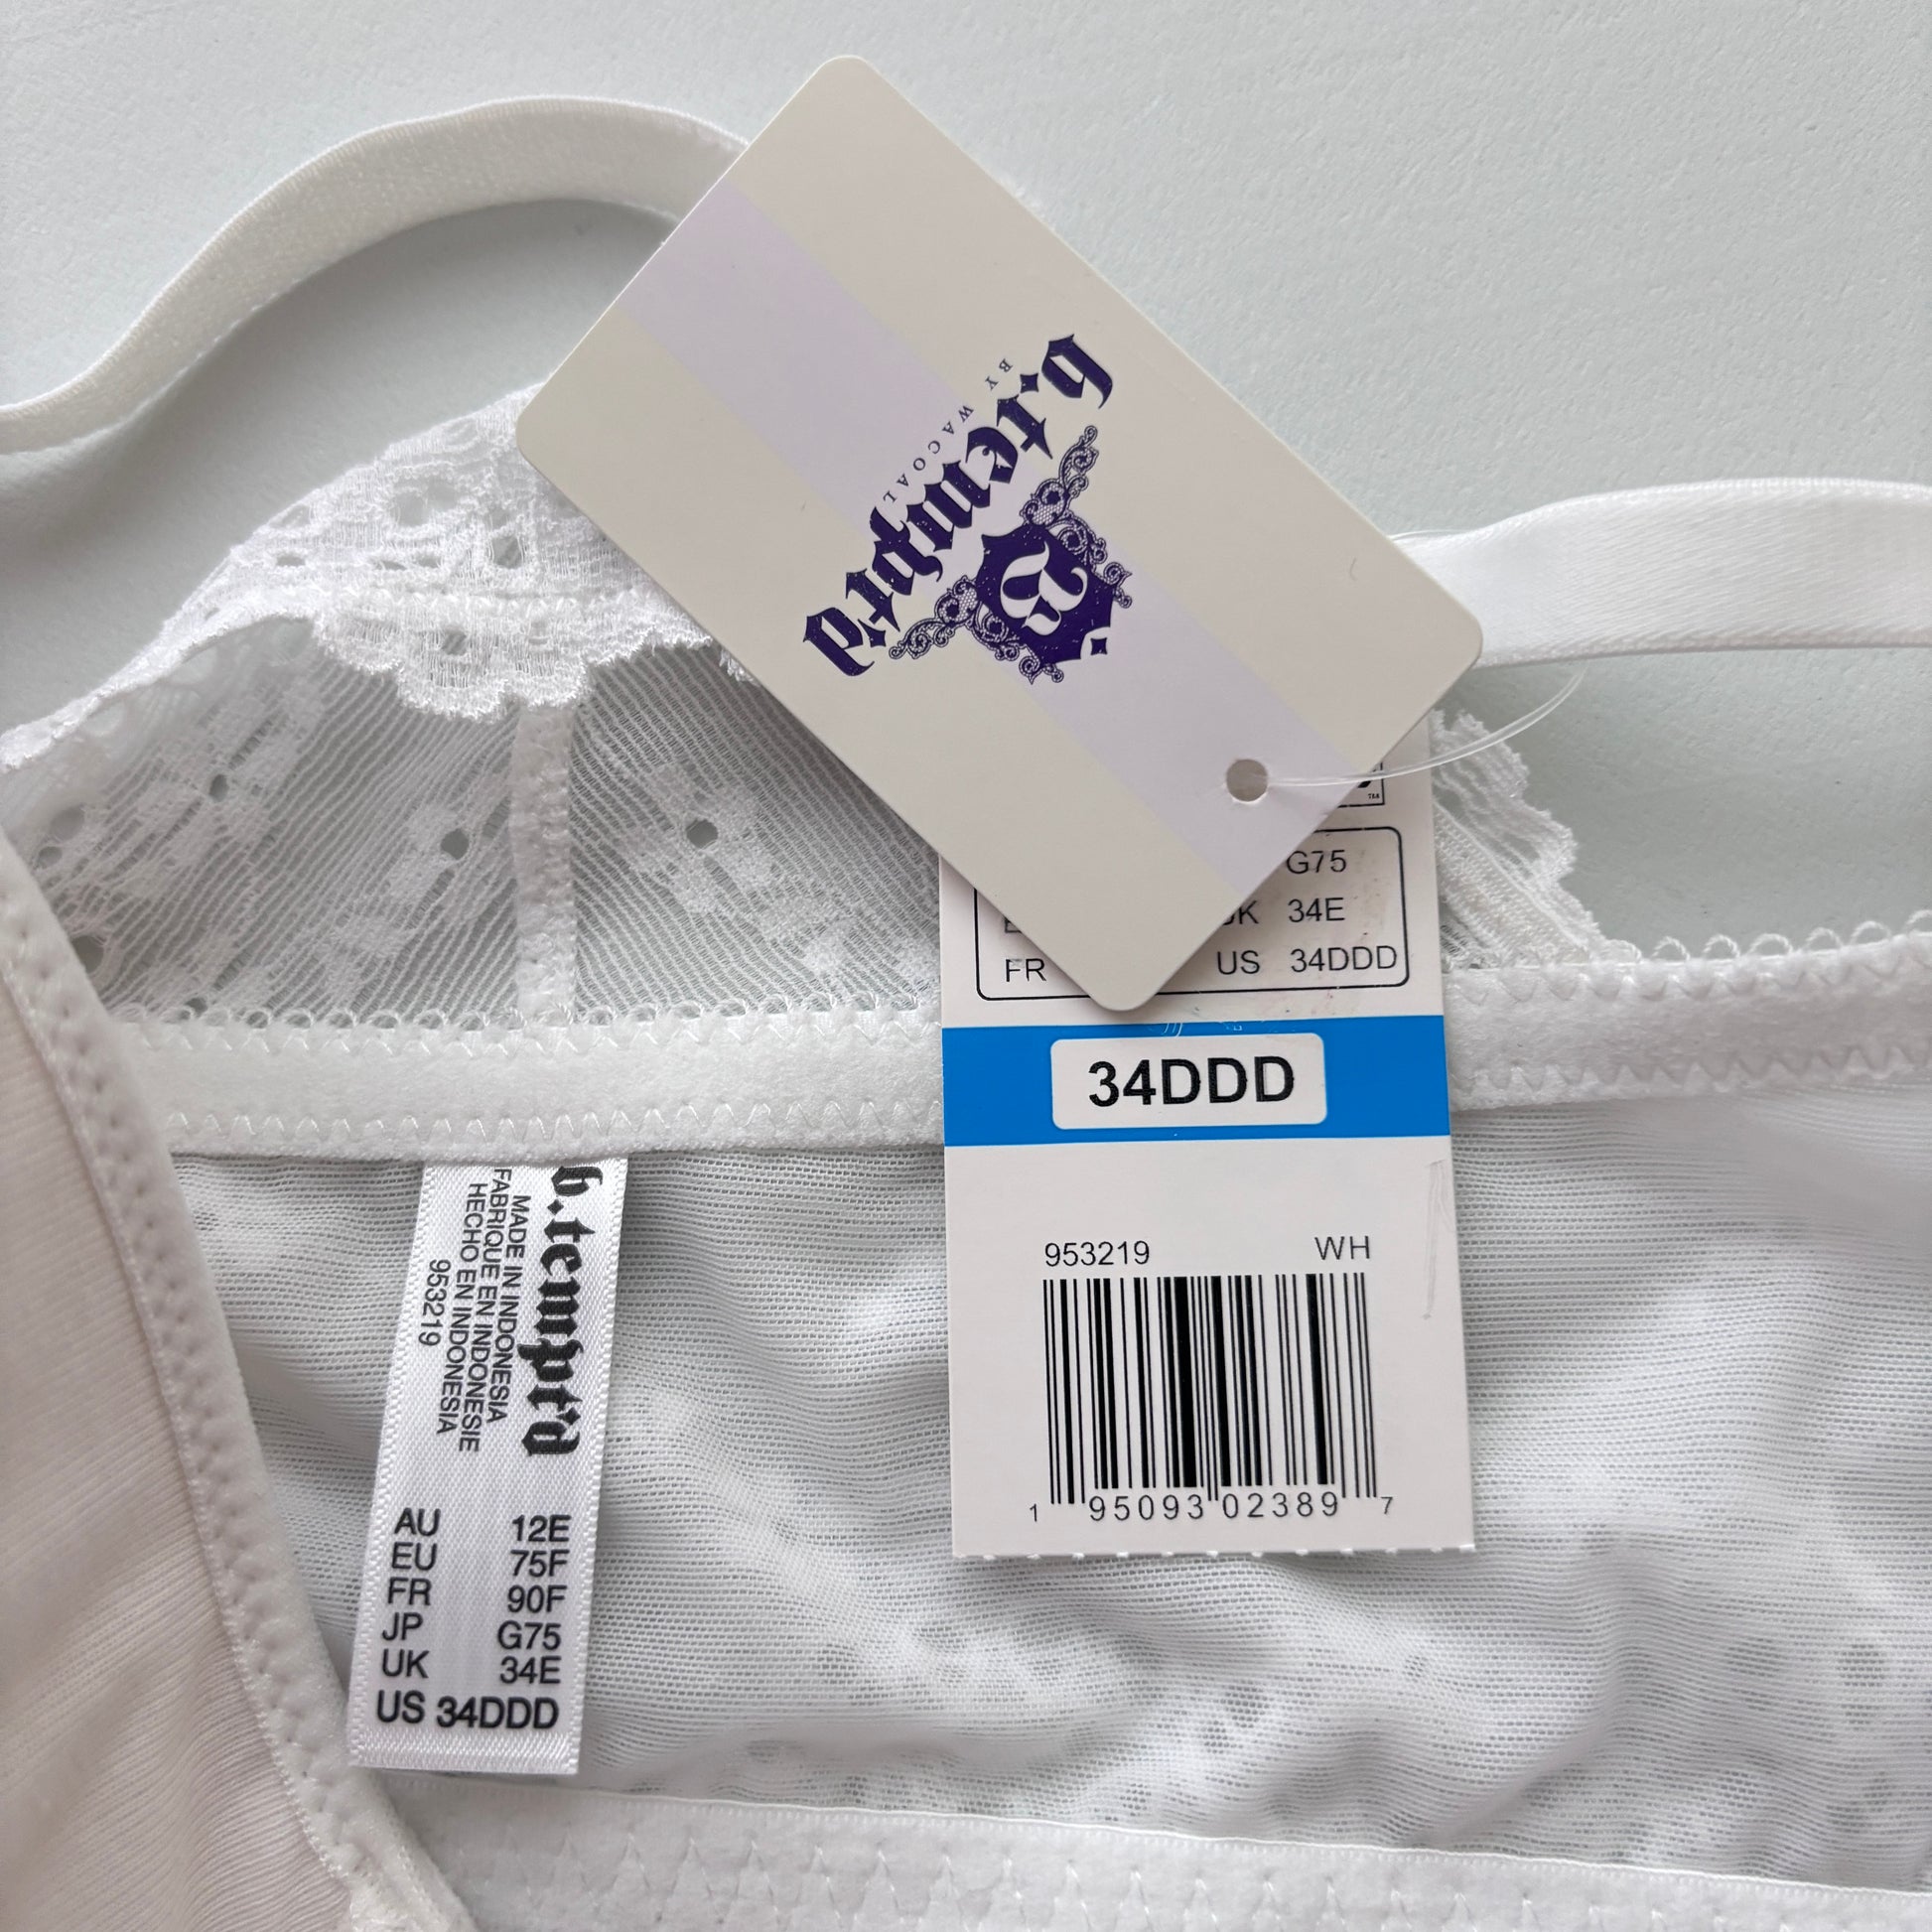 b.tempt'd
BY WACOAL
B
TM
G75
UK 34E
FR US 34DDD
34DDD
953219 WH
1 95093 02389 7
b.tempt'd
MADE IN INDONESIA
FABRIQUE EN INDONESIE
HECHO EN INDONESIA
953219
AU 12E
EU 75F
FR 90F
JP G75
UK 34E
US 34DDD